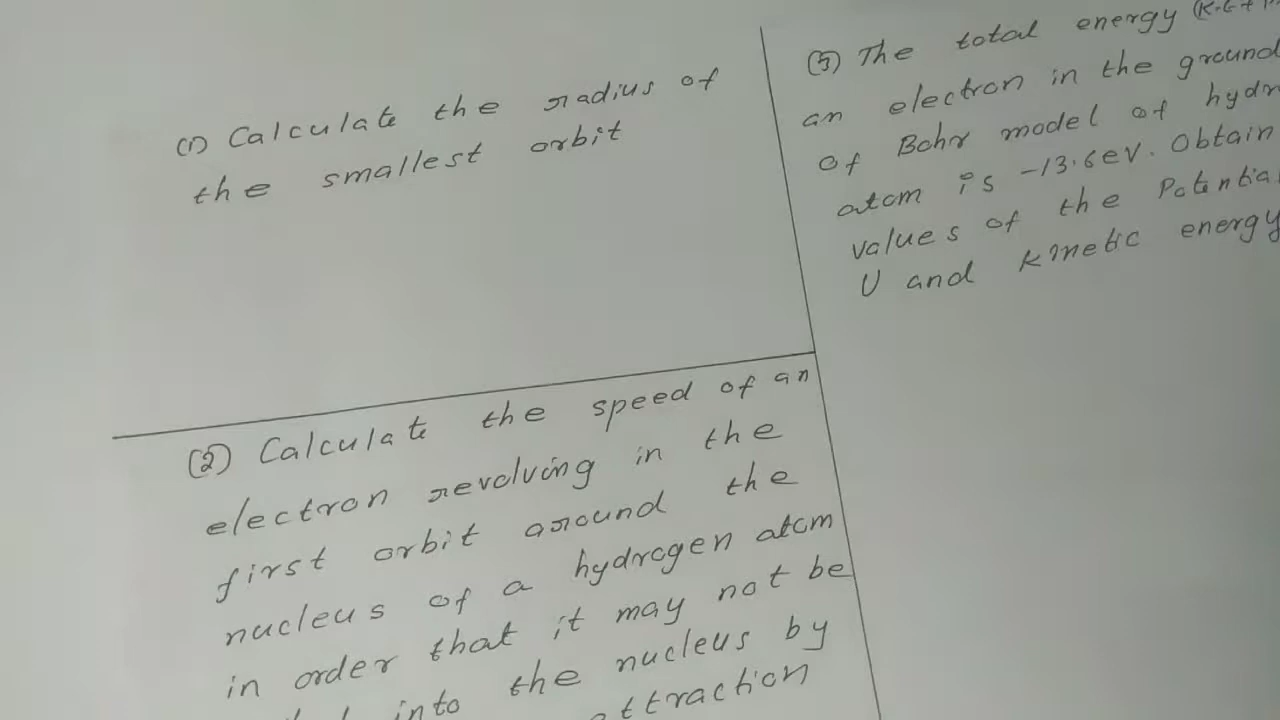 (1) Calculate the radius of
the smallest orbit
(2) Calculate the speed of an
electron revolving in the
first orbit around the
nucleus of a hydrogen atom
in order that it may not be
into the nucleus by
attraction
(3) The total energy (K.E +
an electron in the ground
of Bohr model of hydr
atom is -13.6eV. Obtain
values of the Potential
U and kinetic energy